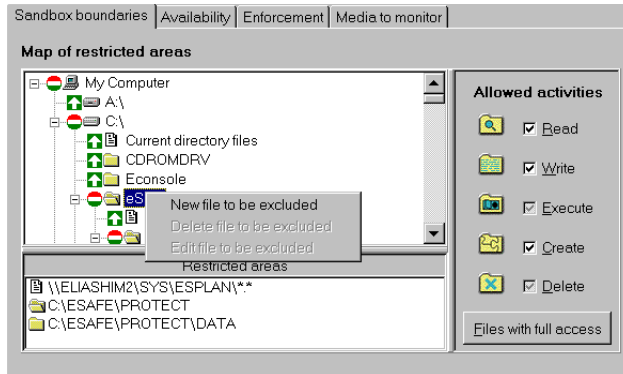 Sandbox boundaries Availability Enforcement Media to monitor
Map of restricted areas
My Computer
A:\
C:\
Current directory files
CDROMDRV
Econsole
eS
New file to be excluded
Delete file to be excluded
Edit file to be excluded
Restricted areas
\\ELIASHIM2\SYS\ESPLAN\*.*
C:\ESAFE\PROTECT
C:\ESAFE\PROTECT\DATA
Allowed activities
Read
Write
Execute
Create
Delete
Files with full access